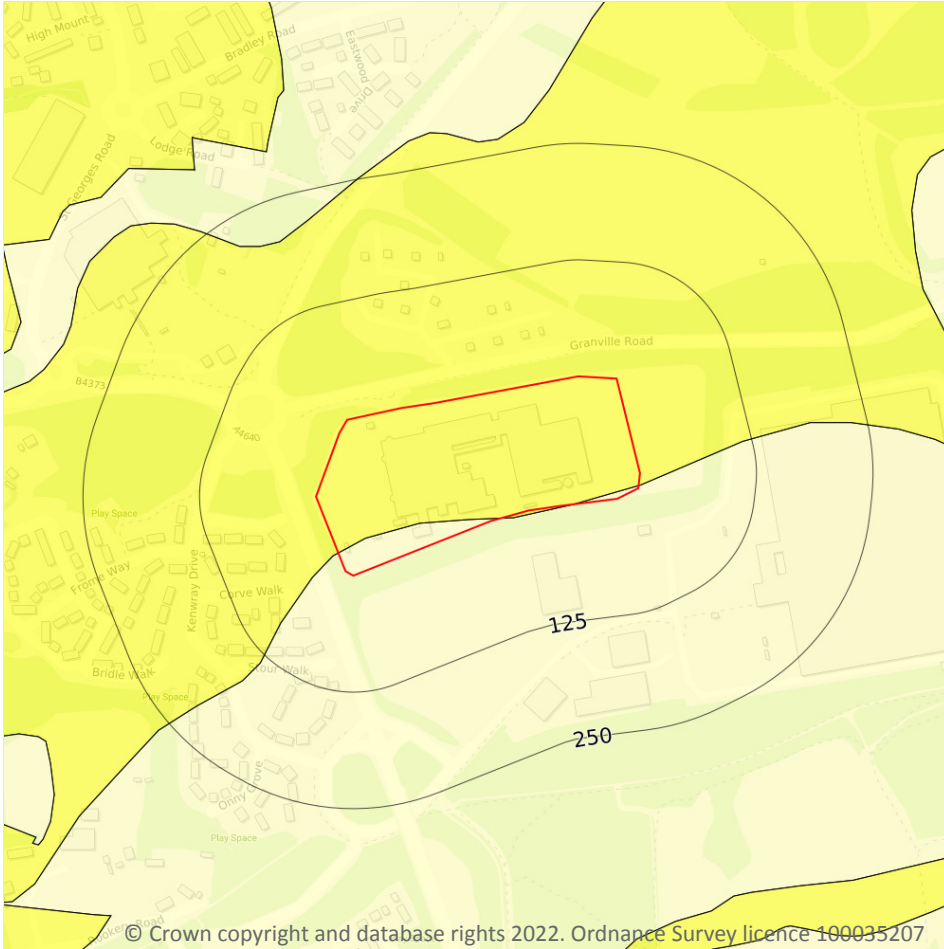 High Mount
Bradley Road
Eastwood Drive
Lodge Road
St Georges Road
Granville Road
B4373
A4640
Play Space
Frome Way
Kenwray Drive
Corve Walk
125
Bridle Walk
Stour Walk
Play Space
250
Onny Grove
Play Space
Road
© Crown copyright and database rights 2022. Ordnance Survey licence 100035207